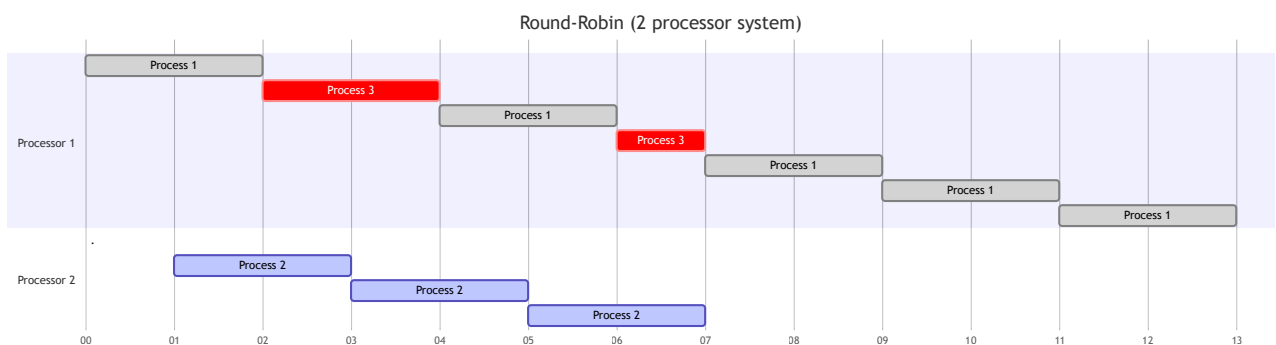 Round-Robin (2 processor system)
Process 1
Process 3
Process 1
Process 3
Processor 1
Process 1
Process 1
Process 1
.
Process 2
Processor 2
Process 2
Process 2
00 01 02 03 04 05 06 07 08 09 10 11 12 13